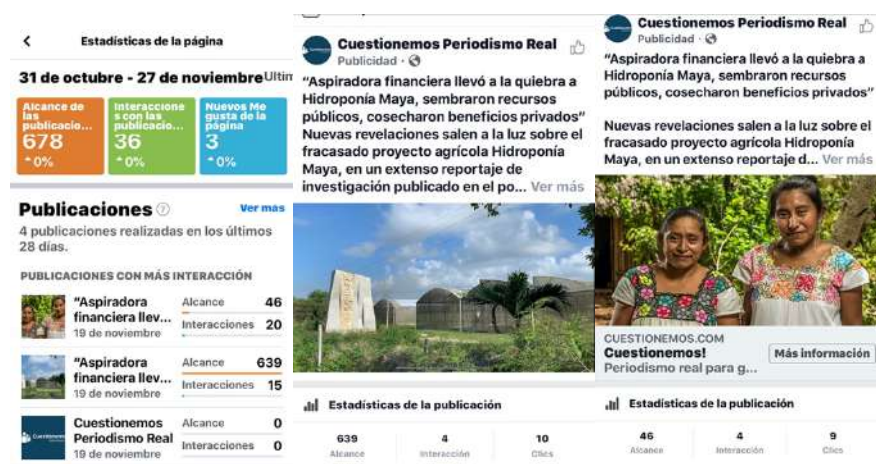 Estadísticas de la página
31 de octubre - 27 de noviembre Ultim
Alcance de
las
publicacio...
678
0%
Interaccione
s con las
publicacio...
36
0%
Nuevos Me
gusta de la
página
3
0%
Publicaciones
Ver más
4 publicaciones realizadas en los últimos
28 días.
PUBLICACIONES CON MÁS INTERACCIÓN
"Aspiradora
financiera llev...
19 de noviembre
Alcance 46
Interacciones 20
"Aspiradora
financiera llev...
19 de noviembre
Alcance 639
Interacciones 15
Cuestionemos
Periodismo Real
19 de noviembre
Alcance 0
Interacciones 0
Cuestionemos Periodismo Real
Publicidad ·
"Aspiradora financiera llevó a la quiebra a
Hidroponía Maya, sembraron recursos
públicos, cosecharon beneficios privados"
Nuevas revelaciones salen a la luz sobre el
fracasado proyecto agrícola Hidroponía
Maya, en un extenso reportaje de
investigación publicado en el po... Ver más
Estadísticas de la publicación
639 4 10
Alcance Interacción Clics
Cuestionemos Periodismo Real
Publicidad ·
"Aspiradora financiera llevó a la quiebra a
Hidroponía Maya, sembraron recursos
públicos, cosecharon beneficios privados"
Nuevas revelaciones salen a la luz sobre el
fracasado proyecto agrícola Hidroponía
Maya, en un extenso reportaje d... Ver más
CUESTIONEMOS.COM
Cuestionemos!
Periodismo real para g...
Más información
Estadísticas de la publicación
46 4 9
Alcance Interacción Clics